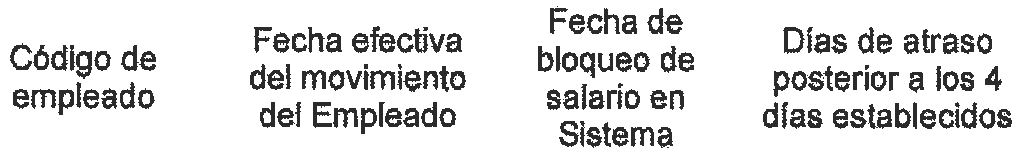 Código de
empleado
Fecha efectiva
del movimiento
del Empleado
Fecha de
bloqueo de
salario en
Sistema
Días de atraso
posterior a los 4
días establecidos